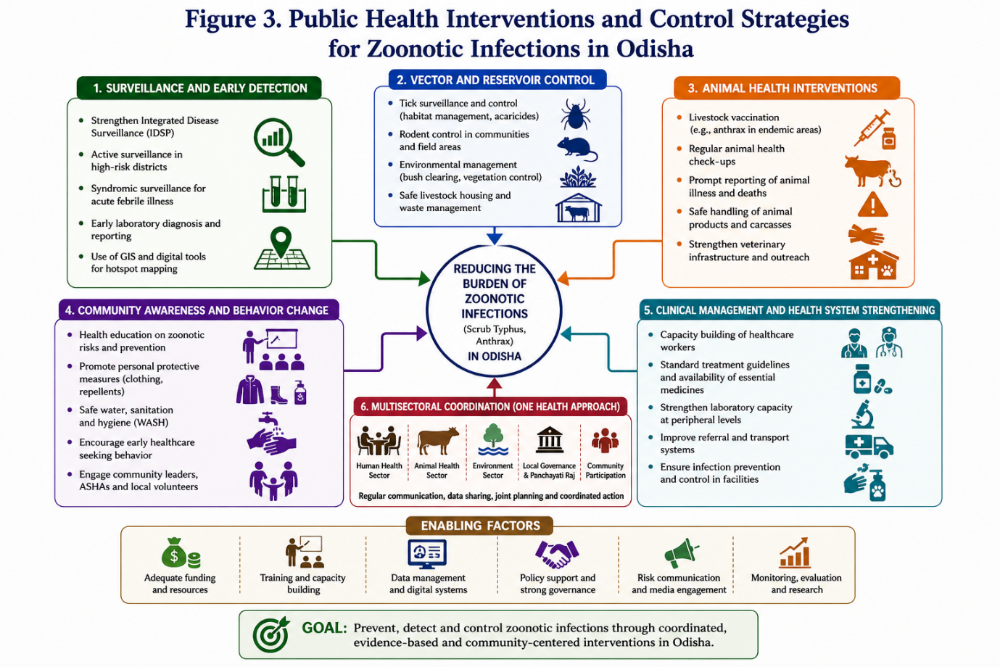 Figure 3. Public Health Interventions and Control Strategies
for Zoonotic Infections in Odisha
1. SURVEILLANCE AND EARLY DETECTION
• Strengthen Integrated Disease
Surveillance (IDSP)
• Active surveillance in
high-risk districts
• Syndromic surveillance for
acute febrile illness
• Early laboratory diagnosis and
reporting
• Use of GIS and digital tools
for hotspot mapping
2. VECTOR AND RESERVOIR CONTROL
• Tick surveillance and control
(habitat management, acaricides)
• Rodent control in communities
and field areas
• Environmental management
(bush clearing, vegetation control)
• Safe livestock housing and
waste management
3. ANIMAL HEALTH INTERVENTIONS
• Livestock vaccination
(e.g., anthrax in endemic areas)
• Regular animal health
check-ups
• Prompt reporting of animal
illness and deaths
• Safe handling of animal
products and carcasses
• Strengthen veterinary
infrastructure and outreach
REDUCING THE
BURDEN OF
ZOONOTIC
INFECTIONS
(Scrub Typhus,
Anthrax)
IN ODISHA
4. COMMUNITY AWARENESS AND BEHAVIOR CHANGE
• Health education on zoonotic
risks and prevention
• Promote personal protective
measures (clothing,
repellents)
• Safe water, sanitation
and hygiene (WASH)
• Encourage early healthcare
seeking behavior
• Engage community leaders,
ASHAs and local volunteers
5. CLINICAL MANAGEMENT AND HEALTH SYSTEM STRENGTHENING
• Capacity building of healthcare
workers
• Standard treatment guidelines
and availability of essential
medicines
• Strengthen laboratory capacity
at peripheral levels
• Improve referral and transport
systems
• Ensure infection prevention
and control in facilities
6. MULTISECTORAL COORDINATION (ONE HEALTH APPROACH)
Human Health
Sector
Animal Health
Sector
Environment
Sector
Local Governance
& Panchayati Raj
Community
Participation
Regular communication, data sharing, joint planning and coordinated action
ENABLING FACTORS
$
Adequate funding
and resources
Training and capacity
building
Data management
and digital systems
Policy support and
strong governance
Risk communication
and media engagement
Monitoring, evaluation
and research
GOAL: Prevent, detect and control zoonotic infections through coordinated,
evidence-based and community-centered interventions in Odisha.